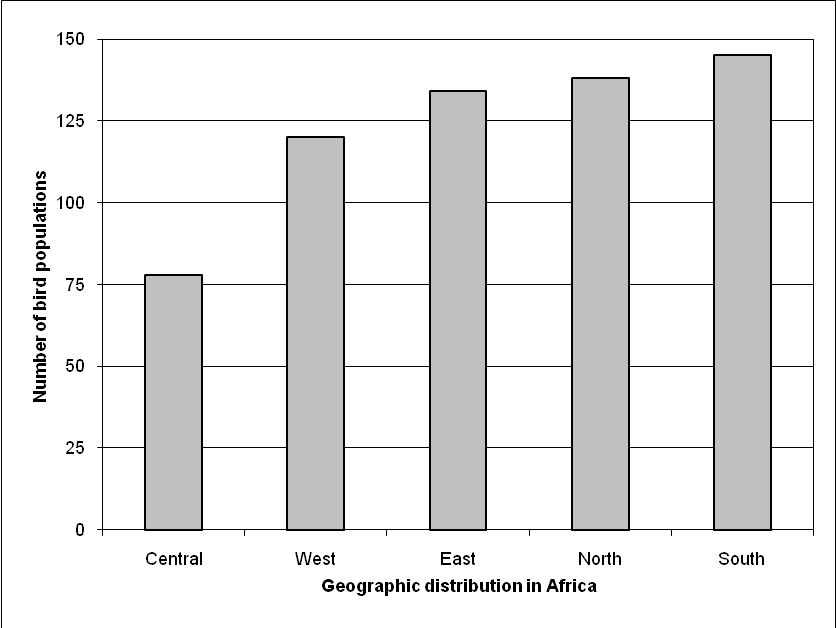 150
125
100
75
50
25
0
Number of bird populations
Central West East North South
Geographic distribution in Africa